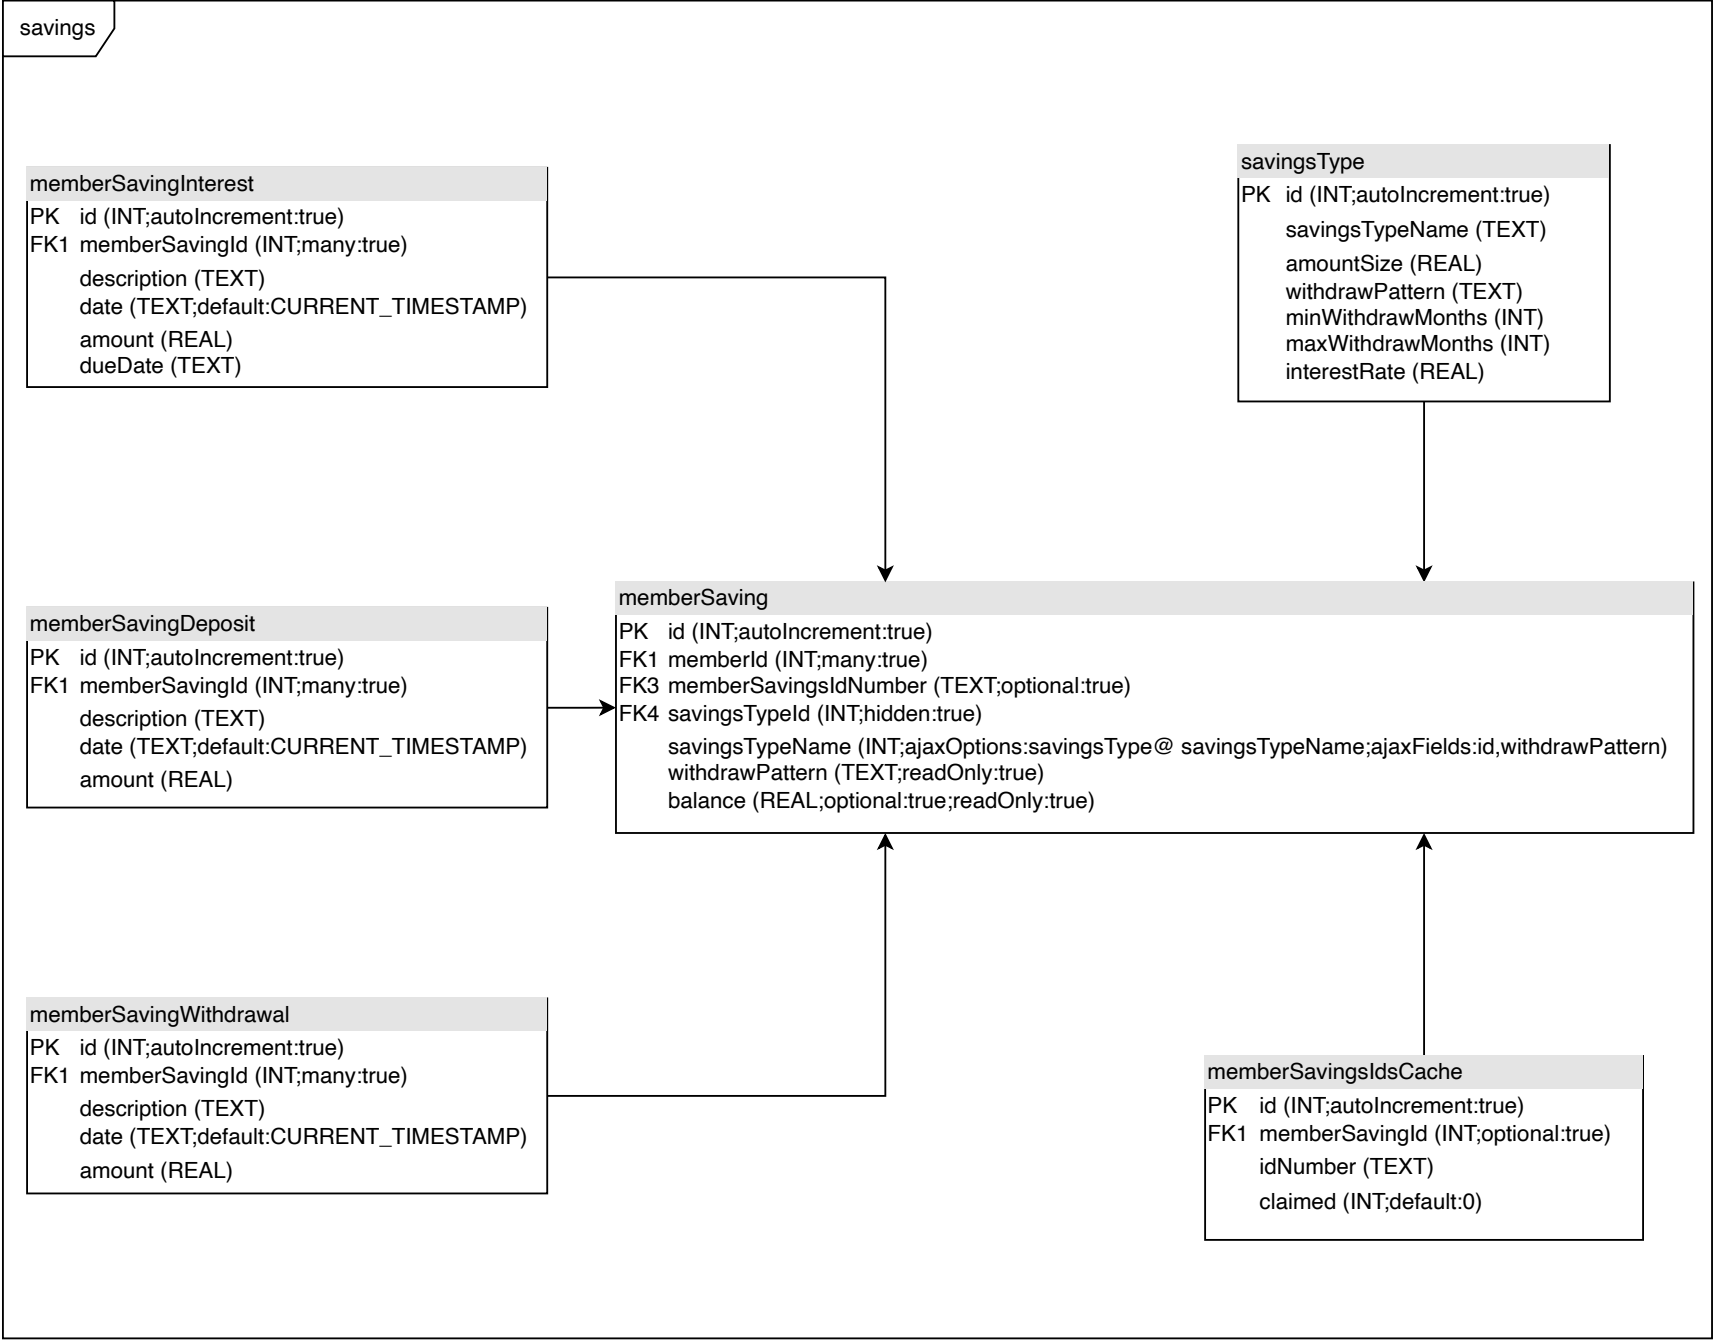 savings
memberSavingInterest
PK id (INT;autoIncrement:true)
FK1 memberSavingId (INT;many:true)
description (TEXT)
date (TEXT;default:CURRENT_TIMESTAMP)
amount (REAL)
dueDate (TEXT)
savingsType
PK id (INT;autoIncrement:true)
savingsTypeName (TEXT)
amountSize (REAL)
withdrawPattern (TEXT)
minWithdrawMonths (INT)
maxWithdrawMonths (INT)
interestRate (REAL)
memberSavingDeposit
PK id (INT;autoIncrement:true)
FK1 memberSavingId (INT;many:true)
description (TEXT)
date (TEXT;default:CURRENT_TIMESTAMP)
amount (REAL)
memberSaving
PK id (INT;autoIncrement:true)
FK1 memberId (INT;many:true)
FK3 memberSavingsIdNumber (TEXT;optional:true)
FK4 savingsTypeId (INT;hidden:true)
savingsTypeName (INT;ajaxOptions:savingsType@ savingsTypeName;ajaxFields:id,withdrawPattern)
withdrawPattern (TEXT;readOnly:true)
balance (REAL;optional:true;readOnly:true)
memberSavingWithdrawal
PK id (INT;autoIncrement:true)
FK1 memberSavingId (INT;many:true)
description (TEXT)
date (TEXT;default:CURRENT_TIMESTAMP)
amount (REAL)
memberSavingsIdsCache
PK id (INT;autoIncrement:true)
FK1 memberSavingId (INT;optional:true)
idNumber (TEXT)
claimed (INT;default:0)